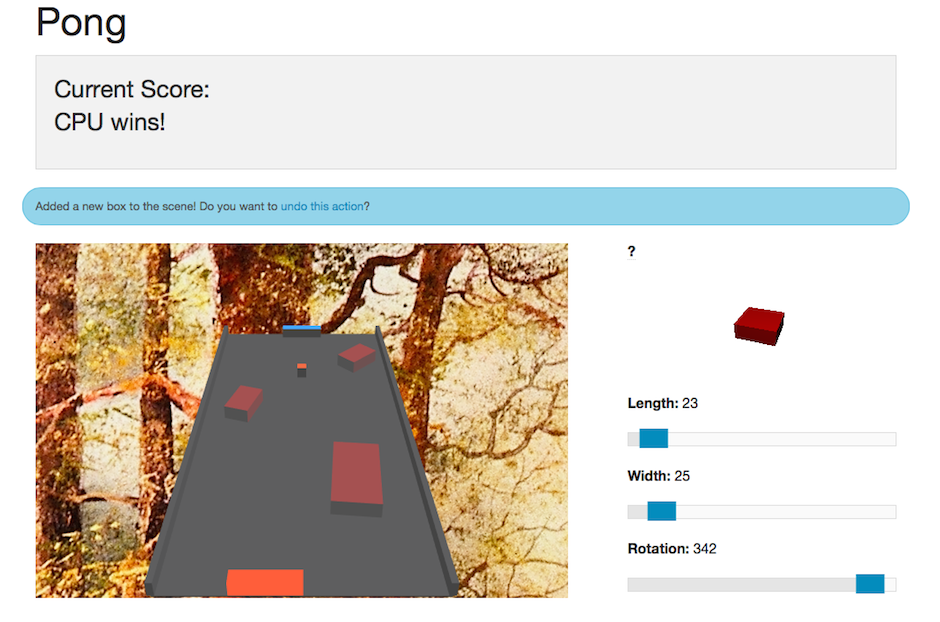 Pong
Current Score:
CPU wins!
Added a new box to the scene! Do you want to undo this action?
?
Length: 23
Width: 25
Rotation: 342